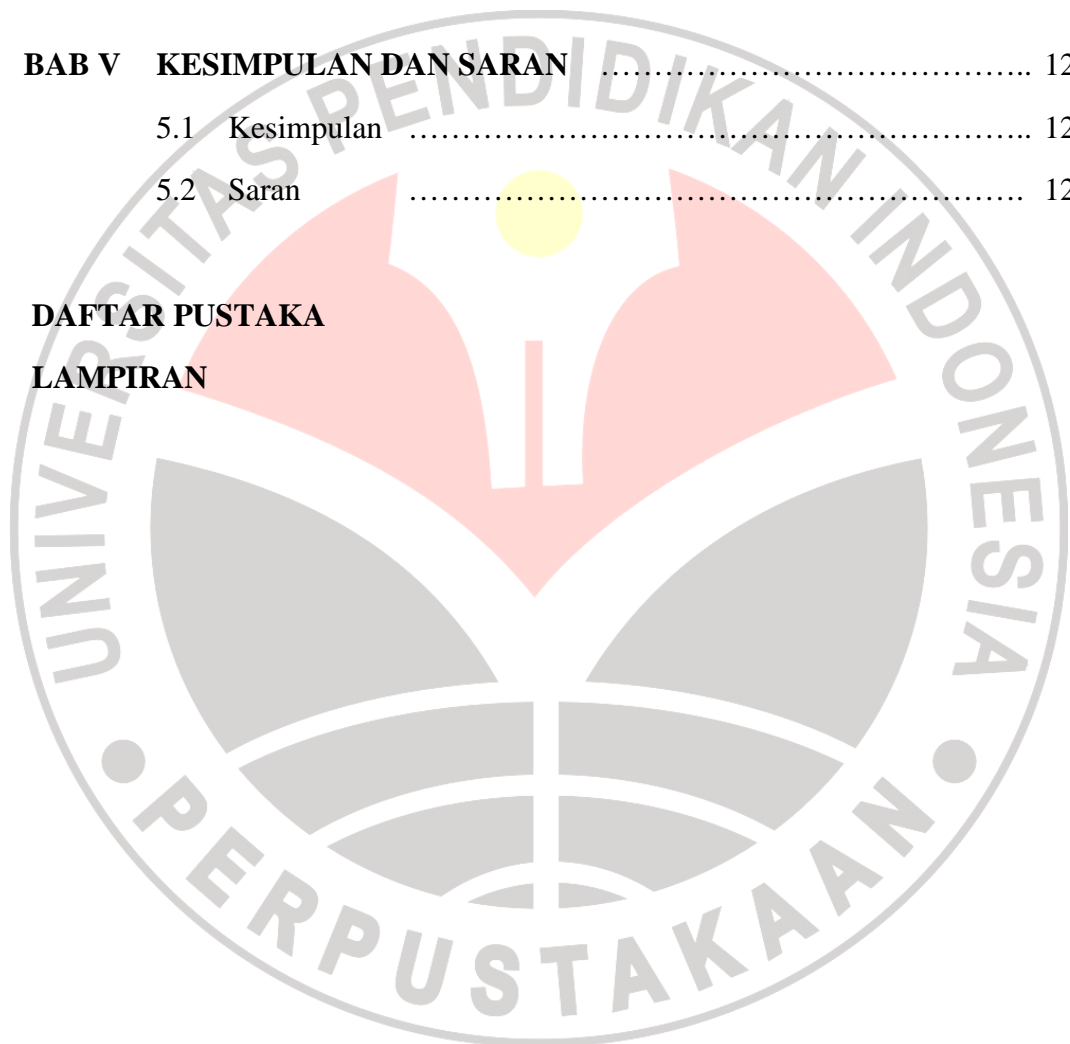 BAB V KESIMPULAN DAN SARAN ………………………………….. 12
5.1 Kesimpulan ………………………………………………….. 12
5.2 Saran …………………………………………………. 12
DAFTAR PUSTAKA
LAMPIRAN
UNIVERSITAS PENDIDIKAN INDONESIA
PERPUSTAKAAN